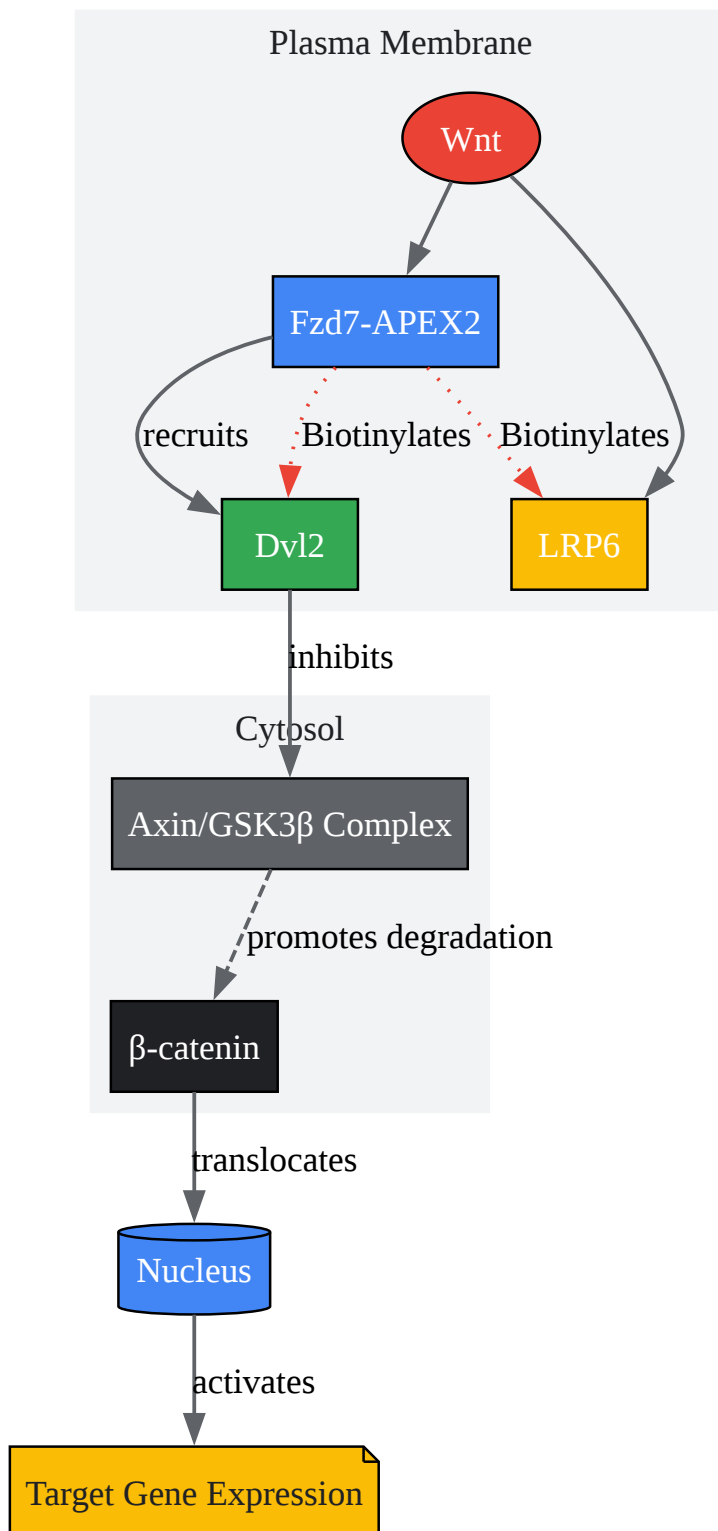 Plasma Membrane
Wnt
Fzd7-APEX2
recruits
Biotinylates
Biotinylates
Dvl2
LRP6
inhibits
Cytosol
Axin/GSK3β Complex
promotes degradation
β-catenin
translocates
Nucleus
activates
Target Gene Expression